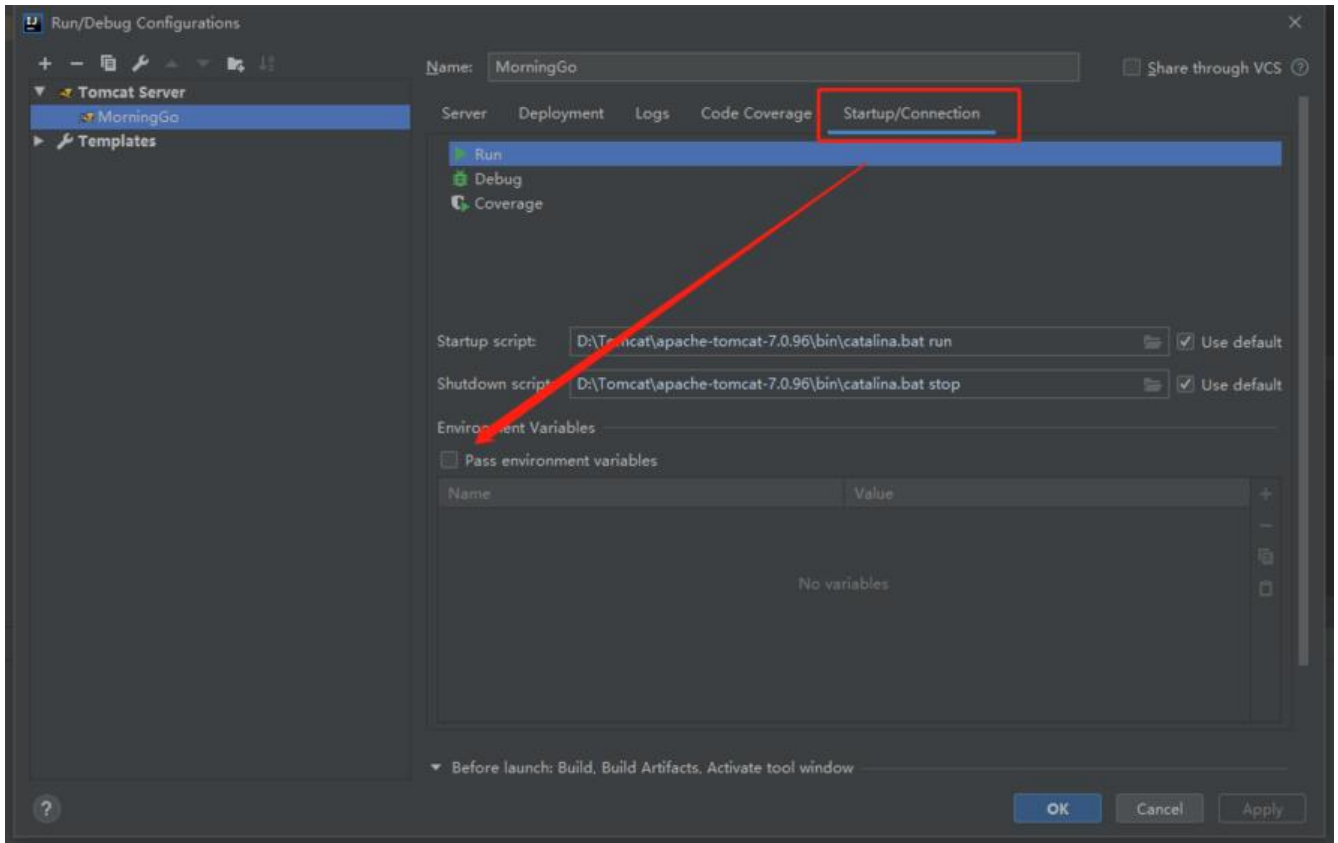 Run/Debug Configurations
Name: MorningGo Share through VCS
Tomcat Server
MorningGo
Templates
Server Deployment Logs Code Coverage Startup/Connection
Run
Debug
Coverage
Startup script: D:\Tomcat\apache-tomcat-7.0.96\bin\catalina.bat run Use default
Shutdown script: D:\Tomcat\apache-tomcat-7.0.96\bin\catalina.bat stop Use default
Environment Variables
Pass environment variables
Name Value
No variables
Before launch: Build, Build Artifacts, Activate tool window
? OK Cancel Apply